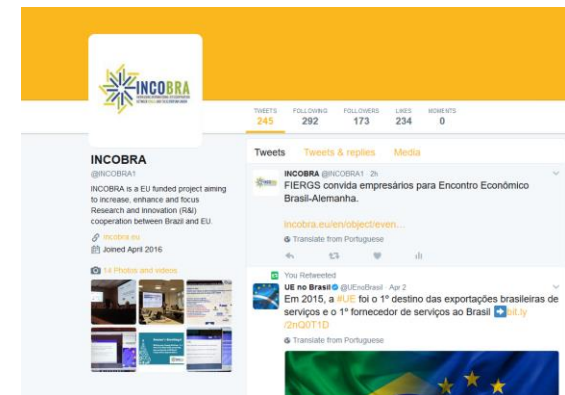 INCOBRA
TWEETS FOLLOWING FOLLOWERS LIKES MOMENTS
245 292 173 234 0
INCOBRA
@INCOBRA1
INCOBRA is a EU funded project aiming
to increase, enhance and focus
Research and innovation (R&I)
cooperation between Brazil and EU.
incobra.eu
Joined April 2016
14 Photos and videos
Tweets Tweets & replies Media
INCOBRA @INCOBRA1 · 2h
FIERGS convida empresários para Encontro Econômico
Brasil-Alemanha.
incobra.eu/en/object/even...
Translate from Portuguese
You Retweeted
UE no Brasil @UEnoBrasil · Apr 2
Em 2015, a #UE foi o 1º destino das exportações brasileiras de
serviços e o 1º fornecedor de serviços ao Brasil bit.ly
/2nQ0T1D
Translate from Portuguese